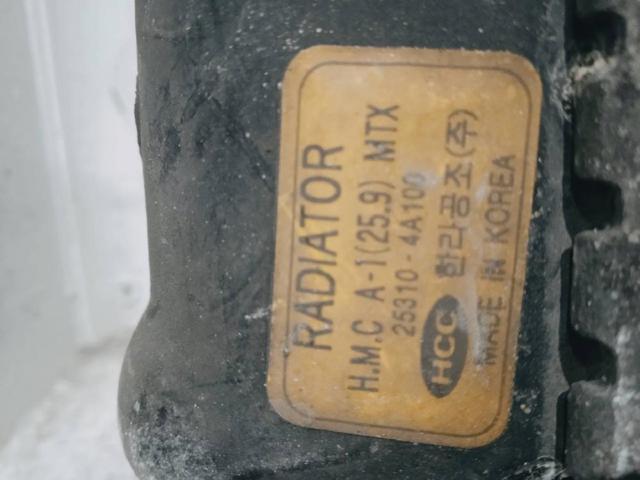 RADIATOR
H.M.C A-1(25.9) MTX
25310-4A100
HCC 한라공조(주)
MADE IN KOREA